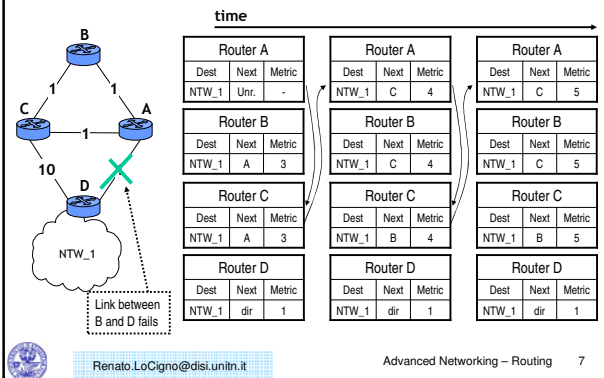 time
B
1 1
C A
1
10
D
NTW_1
Link between
B and D fails
Router A
Dest Next Metric
NTW_1 Unr. -
Router B
Dest Next Metric
NTW_1 A 3
Router C
Dest Next Metric
NTW_1 A 3
Router D
Dest Next Metric
NTW_1 dir 1
Router A
Dest Next Metric
NTW_1 C 4
Router B
Dest Next Metric
NTW_1 C 4
Router C
Dest Next Metric
NTW_1 B 4
Router D
Dest Next Metric
NTW_1 dir 1
Router A
Dest Next Metric
NTW_1 C 5
Router B
Dest Next Metric
NTW_1 C 5
Router C
Dest Next Metric
NTW_1 B 5
Router D
Dest Next Metric
NTW_1 dir 1
Renato.LoCigno@disi.unitn.it
Advanced Networking – Routing 7